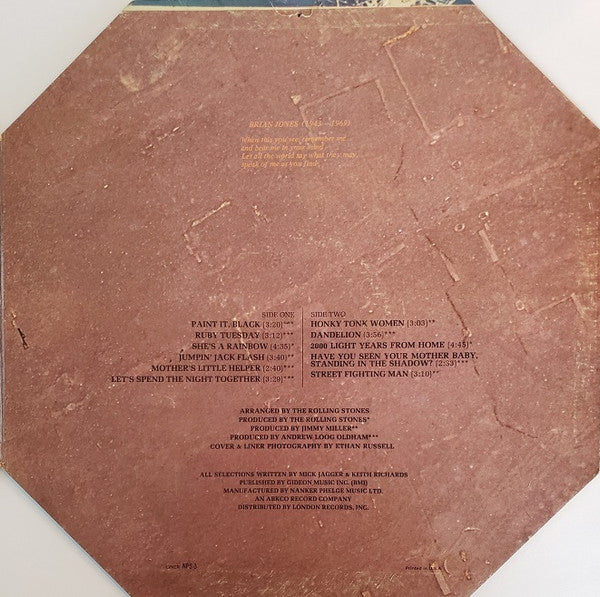 BRIAN JONES (1943—1969)
When this you see, remember me
and bear me in your mind
Let all the world say what they may,
speak of me as you find.
SIDE ONE
PAINT IT, BLACK (3:20)***
RUBY TUESDAY (3:12)***
SHE'S A RAINBOW (4:35)*
JUMPIN' JACK FLASH (3:40)**
MOTHER'S LITTLE HELPER (2:40)***
LET'S SPEND THE NIGHT TOGETHER (3:29)***
SIDE TWO
HONKY TONK WOMEN (3:03)**
DANDELION (3:56)***
2000 LIGHT YEARS FROM HOME (4:45)*
HAVE YOU SEEN YOUR MOTHER BABY,
STANDING IN THE SHADOW? (2:33)***
STREET FIGHTING MAN (3:10)**
ARRANGED BY THE ROLLING STONES
PRODUCED BY THE ROLLING STONES*
PRODUCED BY JIMMY MILLER**
PRODUCED BY ANDREW LOOG OLDHAM***
COVER & LINER PHOTOGRAPHY BY ETHAN RUSSELL
ALL SELECTIONS WRITTEN BY MICK JAGGER & KEITH RICHARDS
PUBLISHED BY GIDEON MUSIC INC. (BMI)
MANUFACTURED BY NANKER PHELGE MUSIC LTD.
AN ABKCO RECORD COMPANY
DISTRIBUTED BY LONDON RECORDS, INC.
NPS-3
Printed in U.S.A.